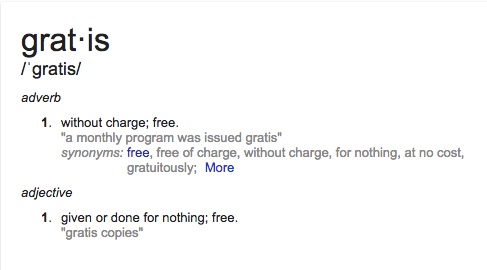 grat·is
/ˈgratis/
adverb
1. without charge; free.
"a monthly program was issued gratis"
synonyms: free, free of charge, without charge, for nothing, at no cost,
gratuitously; More
adjective
1. given or done for nothing; free.
"gratis copies"